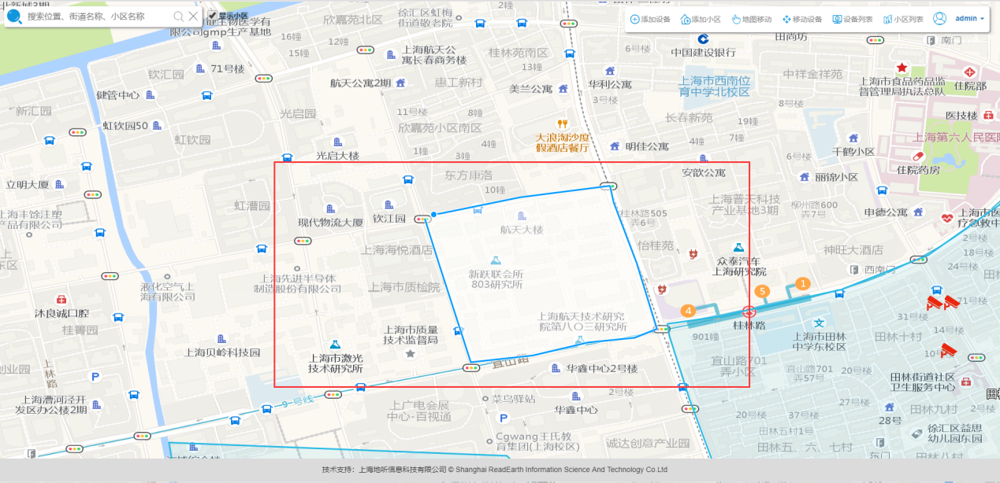 搜索位置、街道名称、小区名称
显示小区
添加设备
添加小区
地图移动
移动设备
设备列表
小区列表
admin
限公司gmp生产基地
16幢
15幢
12幢
欣嘉苑北区
徐汇区虹梅
街道敬老院
上海航天公
寓长春商务楼
桂林苑南区
13幢
6号楼
中国建设银行
田尚坊
南门
钦汇园
71号楼
航天公寓2期
惠工新村
美兰公寓
华利公寓
3号楼
上海市西南位
育中学北校区
中祥金祥苑
上海市食品药品监
督管理局执法总队
住院部
健管中心
新汇园
虹钦园50
虹钦园
光启园
11号楼
8幢
欣嘉苑小区南区
长春新苑
19幢
8号楼
医技楼
大浪淘沙度
假酒店餐厅
1幢
3幢
4幢
明佳公寓
4幢
7幢
千鹤小区
上海第六人民医院
光启大楼
东方康洛
10幢
安歆公寓
6号楼
丽锦小区
住院药房
立明大厦
虹漕园
现代物流大厦
钦江园
航天大楼
桂林路505
弄6号
上海普天科技
产业基地3期
柳州路600
弄7号
申德公寓
上海丰馀注塑
产品有限公司
上海海悦酒店
怡桂苑
众泰汽车
上海研究院
神旺大酒店
西南门
2号楼
18号楼
24号楼
上海先进半导体
制造股份有限公司
上海市质检院
新跃联会所
803研究所
液化空气上
海有限公司
沐良诚口腔
桂菁园
上海航天技术研究
院第八〇三研究所
4
5
1
桂林路
71号楼
31号楼
上海市质量
技术监督局
901幢
上海市田林
中学东校区
田林十村
上海贝岭科技园
上海市激光
技术研究所
宜山路
华鑫中心2号楼
宜山路701
弄小区
宜山路701
弄57号
20号楼
田林街道社区
卫生服务中心
创业园
上林路
P
上海漕河泾开
发区办公楼2期
9号线
上广电会展
中心-百视通
菜鸟驿站
P
2号楼
华鑫中心
20号楼
37号楼
27号楼
28号
田林九村
2号楼
Cgwang王氏教
育集团(上海校区)
诚达创意产业园
田林五村1号
田林五、六、七村
徐汇区益思
幼儿园东园
东门
田林八村
技术支持：上海地听信息科技有限公司 © Shanghai ReadEarth Information Science And Technology Co.Ltd